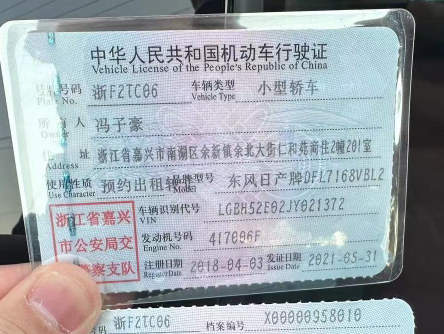 中华人民共和国机动车行驶证
Vehicle License of the People's Republic of China
号牌号码 浙F2TC06 车辆类型 小型轿车
Plate No. Vehicle Type
所有人 冯子豪
Owner
住址 浙江省嘉兴市南湖区余新镇余北大街仁和苑商住2幢201室
Address
使用性质 预约出租转 品牌型号 东风日产牌DFL7168VBL2
Use Character Model
浙江省嘉兴市公安局交警察支队
车辆识别代号 LGBH52E02JY021372
VIN
发动机号码 417006F
Engine No.
注册日期 2018-04-03 发证日期 2021-05-31
Register Date Issue Date
浙F2TC06 档案编号 X00000958010